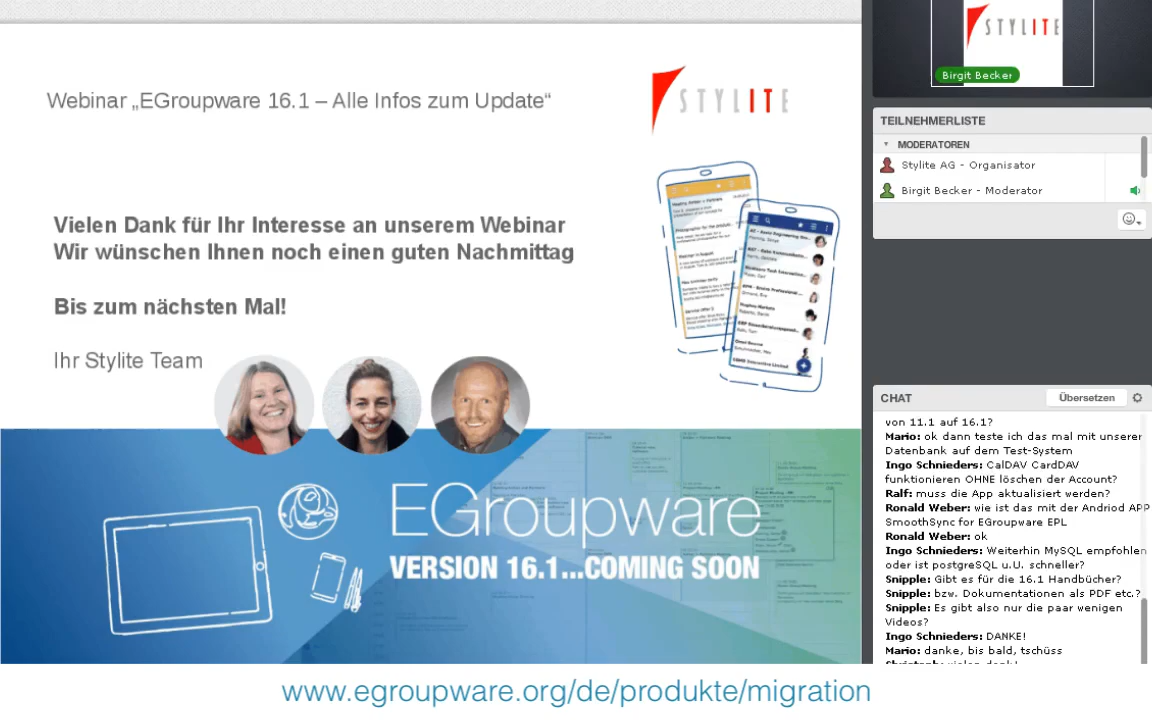 Webinar „EGroupware 16.1 – Alle Infos zum Update“
STYLITE
Vielen Dank für Ihr Interesse an unserem Webinar
Wir wünschen Ihnen noch einen guten Nachmittag
Bis zum nächsten Mal!
Ihr Stylite Team
EGroupware
VERSION 16.1...COMING SOON
STYLITE
Birgit Becker
TEILNEHMERLISTE
MODERATOREN
Stylite AG - Organisator
Birgit Becker - Moderator
CHAT
Übersetzen
von 11.1 auf 16.1?
Mario: ok dann teste ich das mal mit unserer
Datenbank auf dem Test-System
Ingo Schnieders: CalDAV CardDAV
funktionieren OHNE löschen der Account?
Ralf: muss die App aktualisiert werden?
Ronald Weber: wie ist das mit der Andriod APP
SmoothSync for EGroupware EPL
Ronald Weber: ok
Ingo Schnieders: Weiterhin MySQL empfohlen
oder ist postgreSQL u.U. schneller?
Snipple: Gibt es für die 16.1 Handbücher?
Snipple: bzw. Dokumentationen als PDF etc.?
Snipple: Es gibt also nur die paar wenigen
Videos?
Ingo Schnieders: DANKE!
Mario: danke, bis bald, tschüss
www.egroupware.org/de/produkte/migration